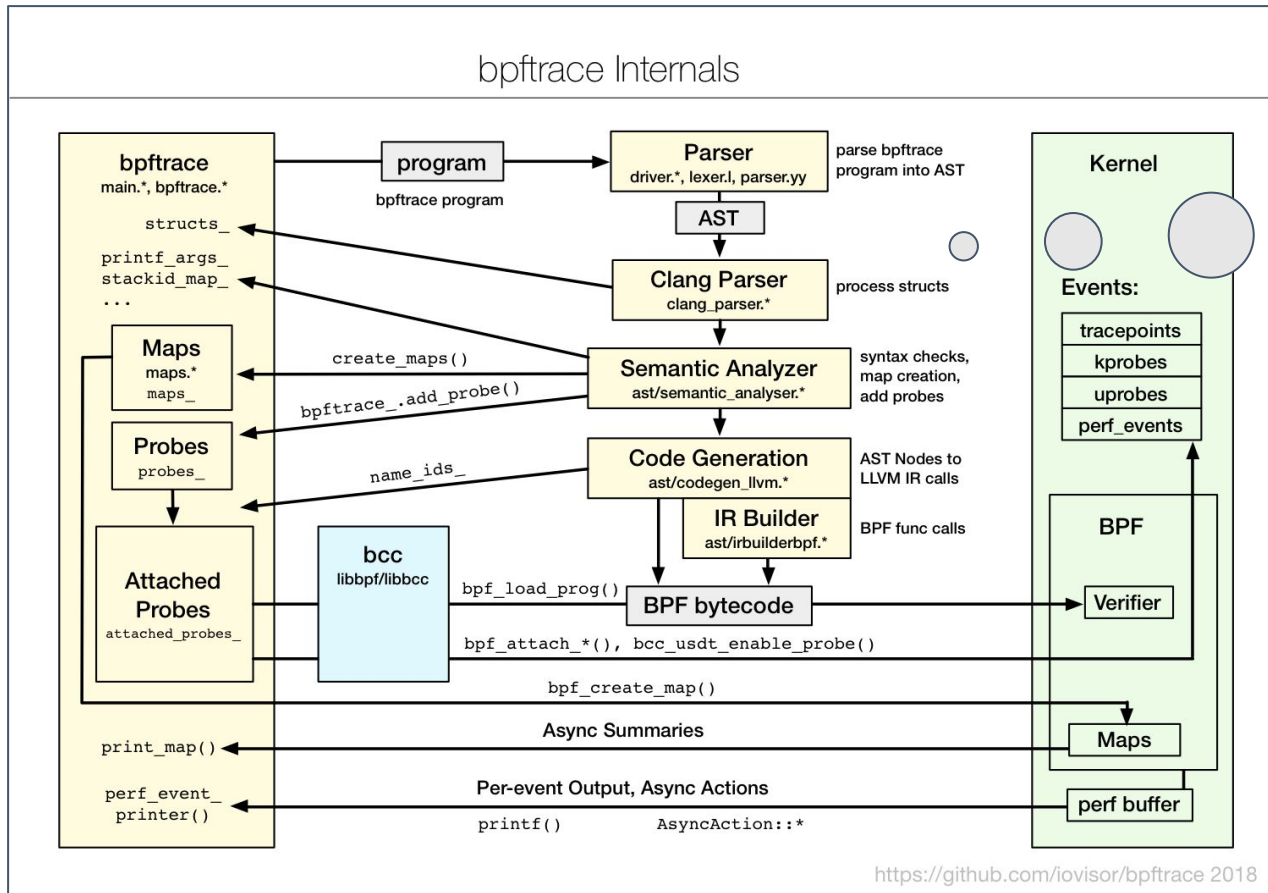 bpftrace Internals
bpftrace
main.*, bpftrace.*
structs_
printf_args_
stackid_map_
...
Maps
maps.*
maps_
Probes
probes_
Attached
Probes
attached_probes_
program
bpftrace program
Parser
driver.*, lexer.l, parser.yy
parse bpftrace
program into AST
AST
Clang Parser
clang_parser.*
process structs
Semantic Analyzer
ast/semantic_analyser.*
syntax checks,
map creation,
add probes
create_maps()
bpftrace_.add_probe()
Code Generation
ast/codegen_llvm.*
AST Nodes to
LLVM IR calls
name_ids_
IR Builder
ast/irbuilderbpf.*
BPF func calls
bcc
libbpf/libbcc
bpf_load_prog()
BPF bytecode
bpf_attach_*(), bcc_usdt_enable_probe()
bpf_create_map()
Async Summaries
print_map()
Per-event Output, Async Actions
perf_event_
printer()
printf()
AsyncAction::*
Kernel
Events:
tracepoints
kprobes
uprobes
perf_events
BPF
Verifier
Maps
perf buffer
https://github.com/iovisor/bpftrace 2018